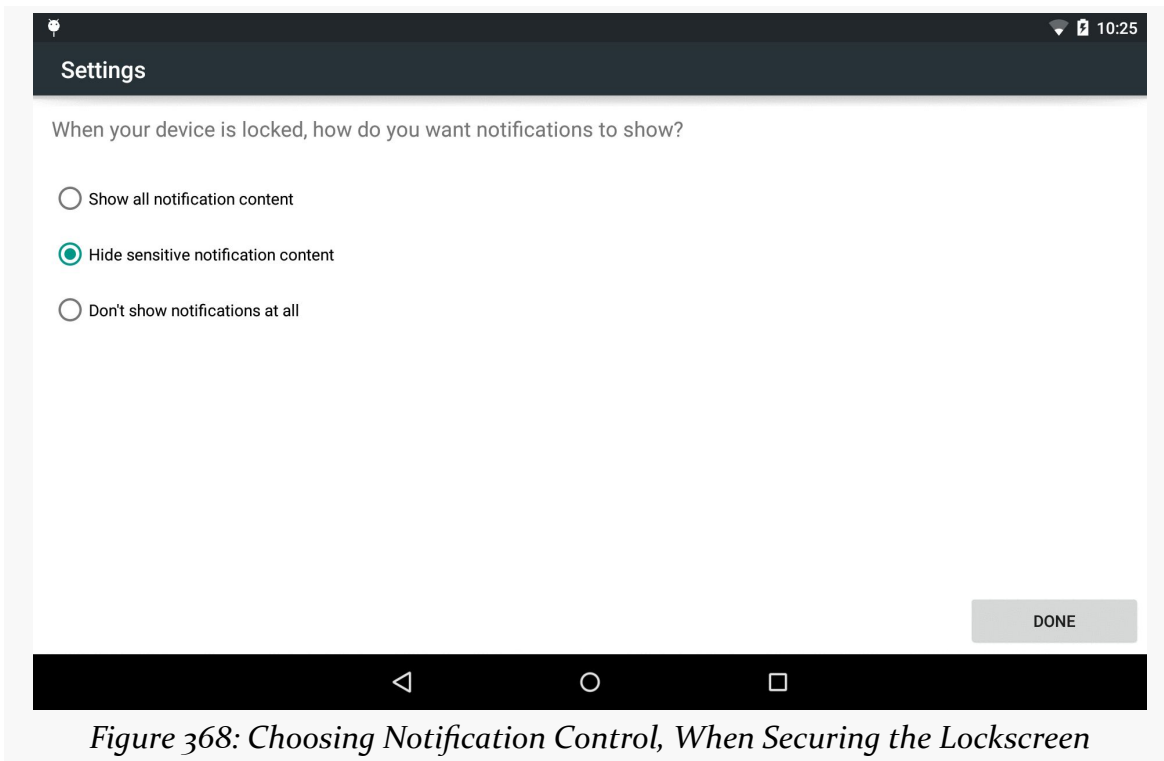 10:25
Settings
When your device is locked, how do you want notifications to show?
Show all notification content
Hide sensitive notification content
Don't show notifications at all
DONE
Figure 368: Choosing Notification Control, When Securing the Lockscreen